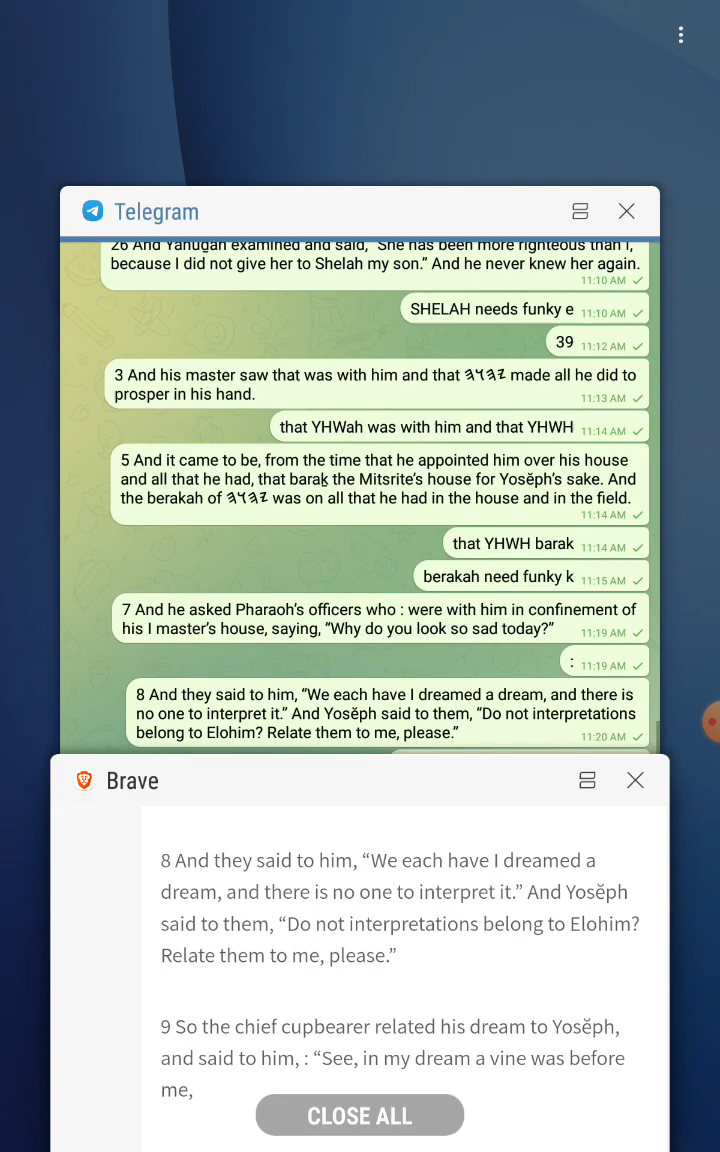 Telegram
26 And Yahuḏah examined and said, “She has been more righteous than I,
because I did not give her to Shelah my son.” And he never knew her again.
11:10 AM
SHELAH needs funky e 11:10 AM
39 11:12 AM
3 And his master saw that was with him and that 𐤉𐤄𐤅𐤄 made all he did to
prosper in his hand. 11:13 AM
that YHWah was with him and that YHWH 11:14 AM
5 And it came to be, from the time that he appointed him over his house
and all that he had, that baraḵ the Mitsrite’s house for Yosĕph’s sake. And
the berakah of 𐤉𐤄𐤅𐤄 was on all that he had in the house and in the field.
11:14 AM
that YHWH barak 11:14 AM
berakah need funky k 11:15 AM
7 And he asked Pharaoh’s officers who : were with him in confinement of
his I master’s house, saying, “Why do you look so sad today?” 11:19 AM
: 11:19 AM
8 And they said to him, “We each have I dreamed a dream, and there is
no one to interpret it.” And Yosĕph said to them, “Do not interpretations
belong to Elohim? Relate them to me, please.” 11:20 AM
Brave
8 And they said to him, “We each have I dreamed a
dream, and there is no one to interpret it.” And Yosĕph
said to them, “Do not interpretations belong to Elohim?
Relate them to me, please.”
9 So the chief cupbearer related his dream to Yosĕph,
and said to him, : “See, in my dream a vine was before
me,
CLOSE ALL